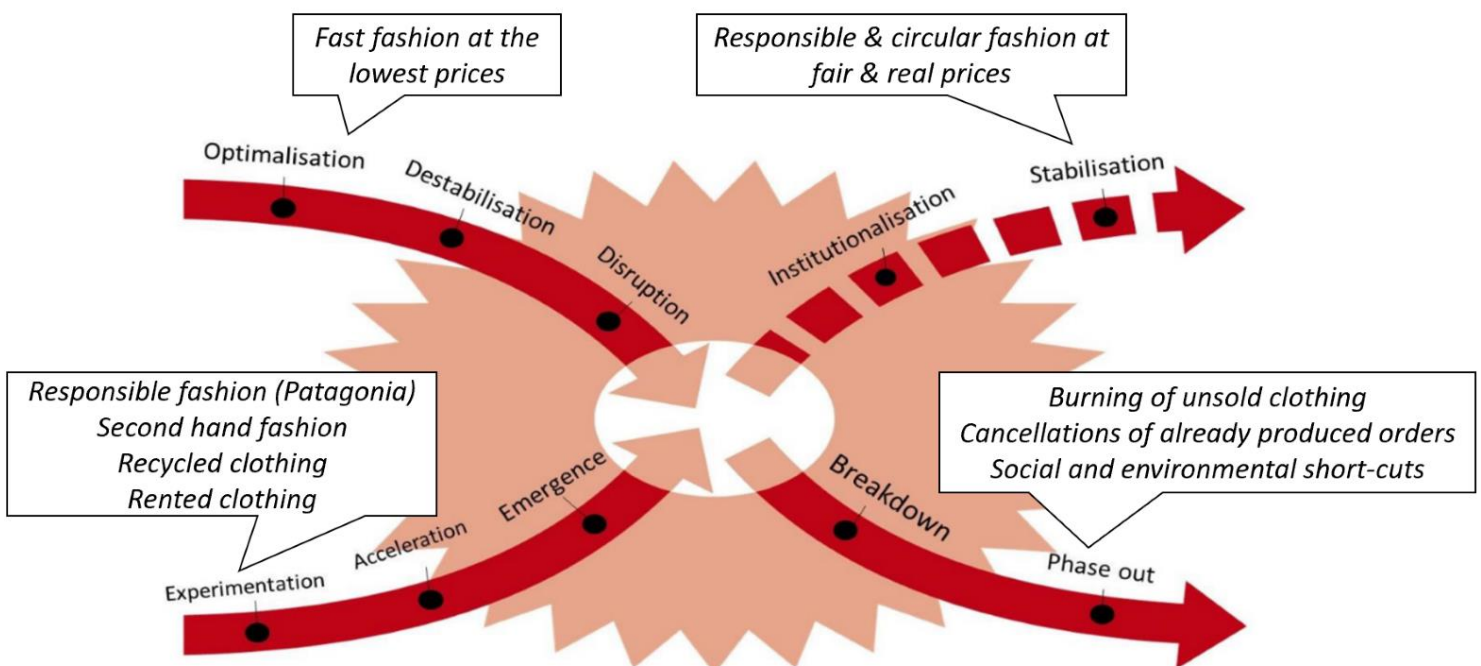 Fast fashion at the
lowest prices
Responsible & circular fashion at
fair & real prices
Optimalisation
Destabilisation
Disruption
Institutionalisation
Stabilisation
Responsible fashion (Patagonia)
Second hand fashion
Recycled clothing
Rented clothing
Burning of unsold clothing
Cancellations of already produced orders
Social and environmental short-cuts
Experimentation
Acceleration
Emergence
Breakdown
Phase out